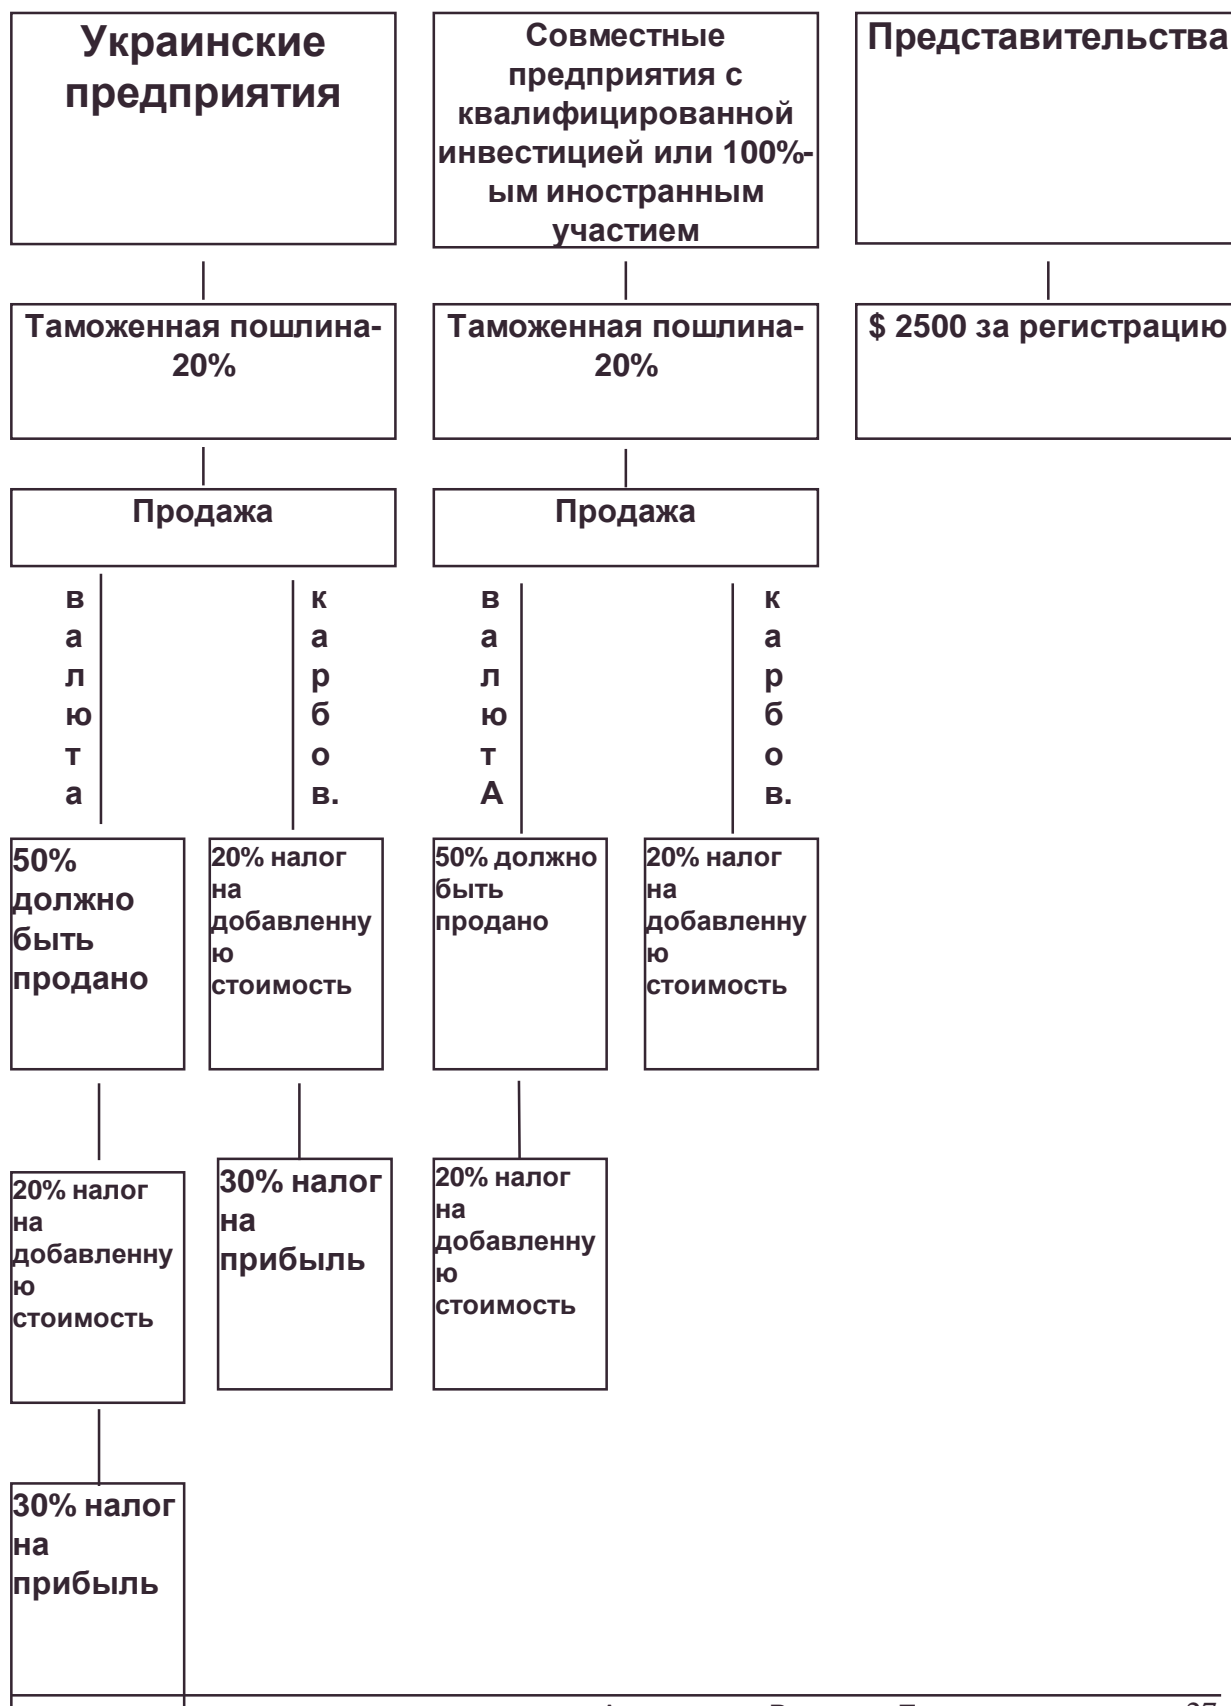 Украинские
предприятия
Совместные
предприятия с
квалифицированной
инвестицией или 100%-
ым иностранным
участием
Представительства
Таможенная пошлина-
20%
Таможенная пошлина-
20%
$ 2500 за регистрацию
Продажа
Продажа
в
а
л
ю
т
а
к
а
р
б
о
в.
в
а
л
ю
т
А
к
а
р
б
о
в.
50%
должно
быть
продано
20% налог
на
добавленну
ю
стоимость
50% должно
быть
продано
20% налог
на
добавленну
ю
стоимость
20% налог
на
добавленну
ю
стоимость
30% налог
на
прибыль
20% налог
на
добавленну
ю
стоимость
30% налог
на
прибыль